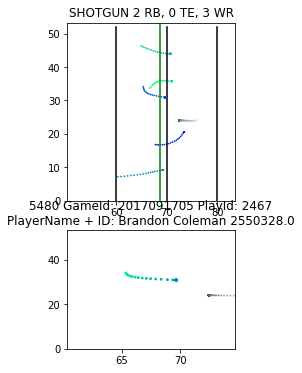 SHOTGUN 2 RB, 0 TE, 3 WR
50
40
30
20
10
0
60 70 80
5480 GameId: 2017091705 PlayId: 2467
PlayerName + ID: Brandon Coleman 2550328.0
40
20
0
65 70